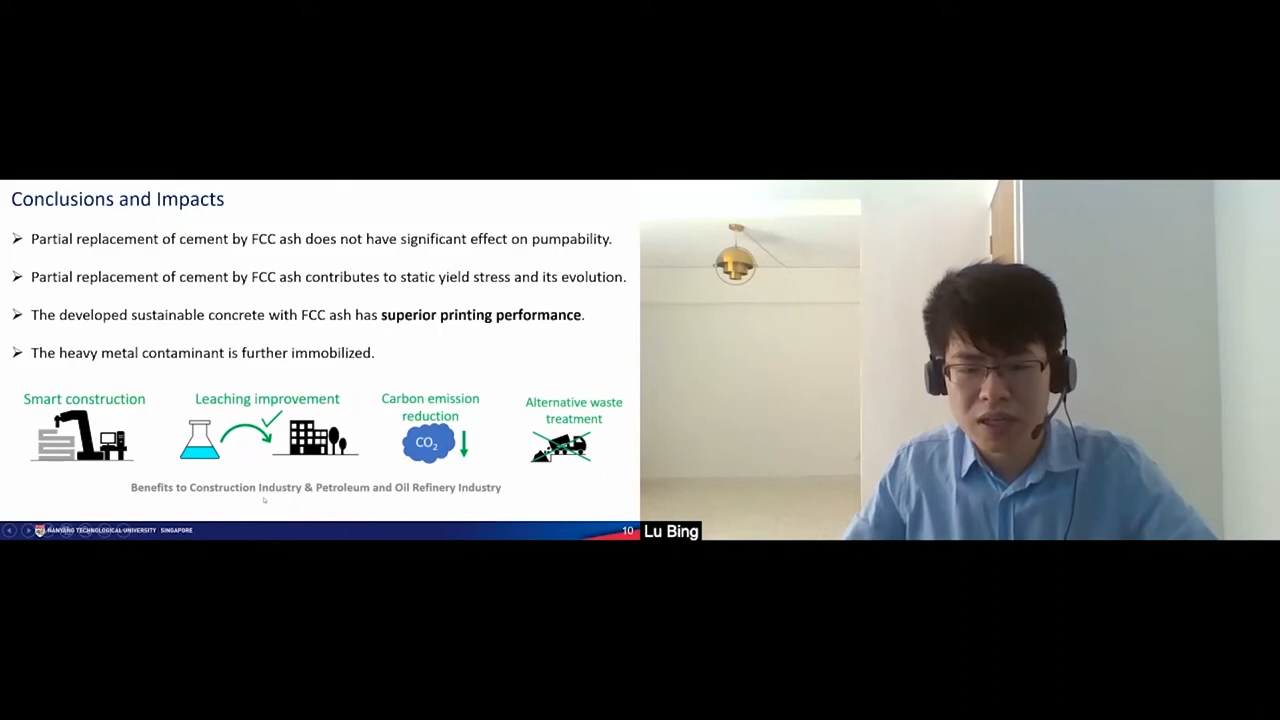 Conclusions and Impacts
Partial replacement of cement by FCC ash does not have significant effect on pumpability.
Partial replacement of cement by FCC ash contributes to static yield stress and its evolution.
The developed sustainable concrete with FCC ash has superior printing performance.
The heavy metal contaminant is further immobilized.
Smart construction
Leaching improvement
Carbon emission
reduction
CO2
Alternative waste
treatment
Benefits to Construction Industry & Petroleum and Oil Refinery Industry
NANYANG TECHNOLOGICAL UNIVERSITY SINGAPORE
10
Lu Bing